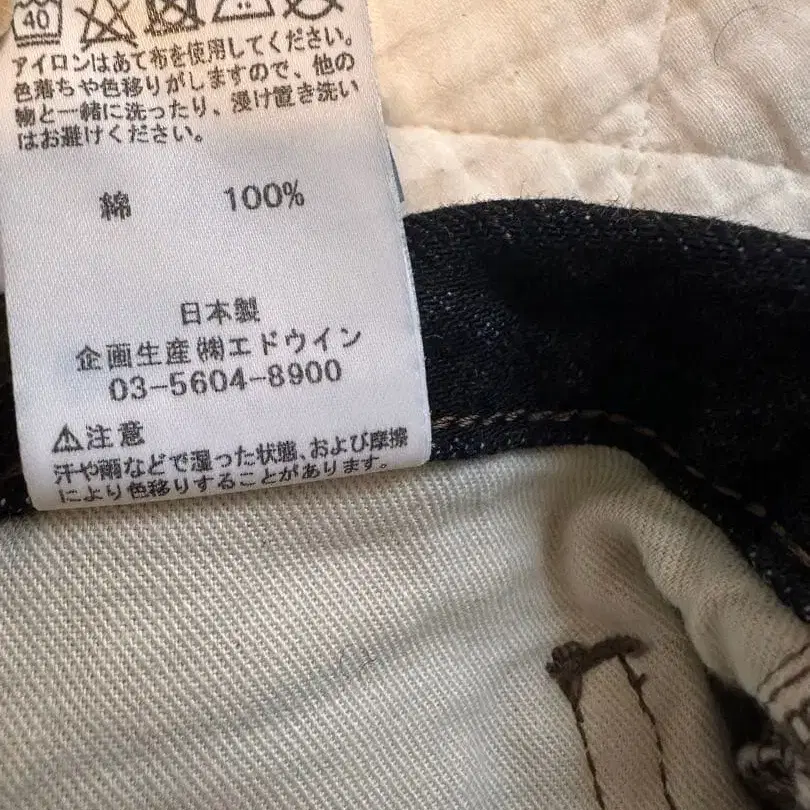 40
アイロンはあて布を使用してください。
色落ちや色移りがしますので、他の
物と一緒に洗ったり、浸け置き洗い
はお避けください。
綿 100%
日本製
企画生産㈱エドウイン
03-5604-8900
⚠注意
汗や雨などで湿った状態、および摩擦
により色移りすることがあります。